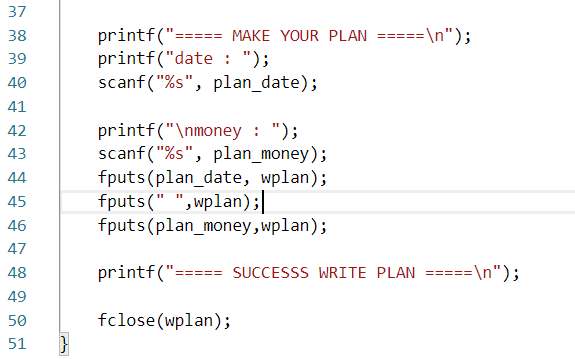 37
38 printf("===== MAKE YOUR PLAN =====\n");
39 printf("date : ");
40 scanf("%s", plan_date);
41
42 printf("\nmoney : ");
43 scanf("%s", plan_money);
44 fputs(plan_date, wplan);
45 fputs(" ",wplan);
46 fputs(plan_money,wplan);
47
48 printf("===== SUCCESSS WRITE PLAN =====\n");
49
50 fclose(wplan);
51 }